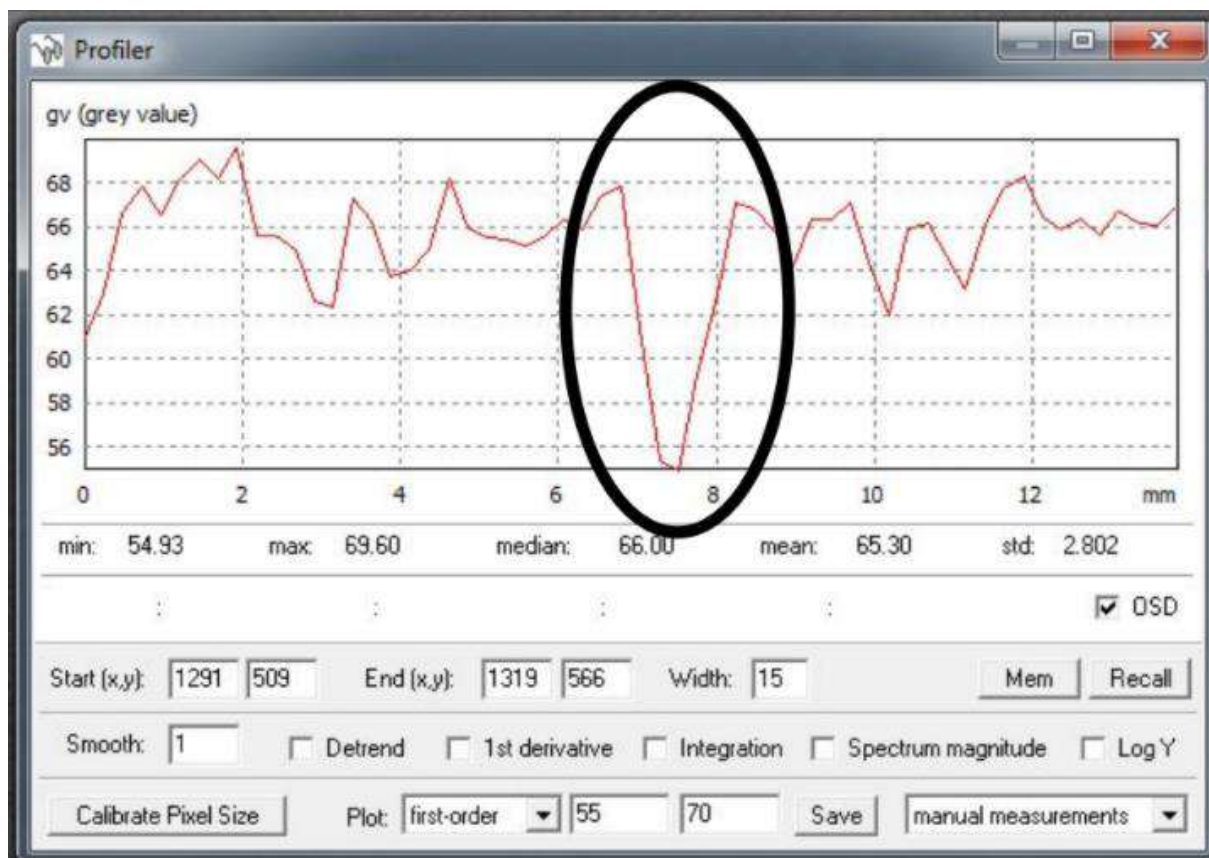 Profiler
gv (grey value)
68
66
64
62
60
58
56
0 2 4 6 8 10 12 mm
min: 54.93 max: 69.60 median: 66.00 mean: 65.30 std: 2.802
: : : : OSD
Start (x,y): 1291 509 End (x,y): 1319 566 Width: 15 Mem Recall
Smooth: 1 Detrend 1st derivative Integration Spectrum magnitude Log Y
Calibrate Pixel Size Plot: first-order 55 70 Save manual measurements